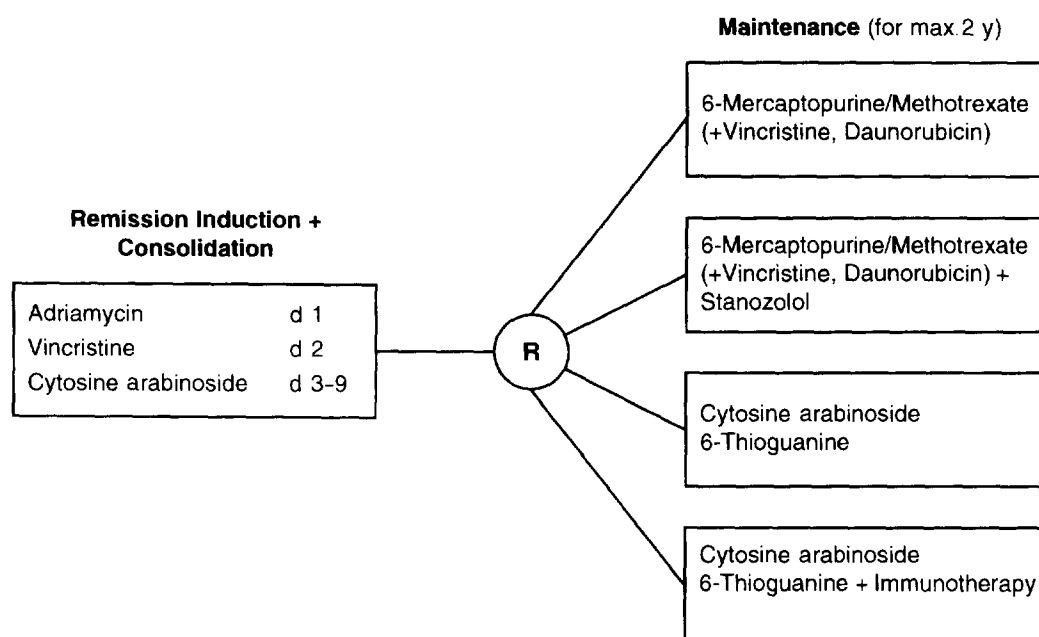 Maintenance (for max. 2 y)
6-Mercaptopurine/Methotrexate
(+Vincristine, Daunorubicin)
Remission Induction +
Consolidation
6-Mercaptopurine/Methotrexate
(+Vincristine, Daunorubicin) +
Stanozolol
Adriamycin d 1
Vincristine d 2
Cytosine arabinoside d 3-9
R
Cytosine arabinoside
6-Thioguanine
Cytosine arabinoside
6-Thioguanine + Immunotherapy